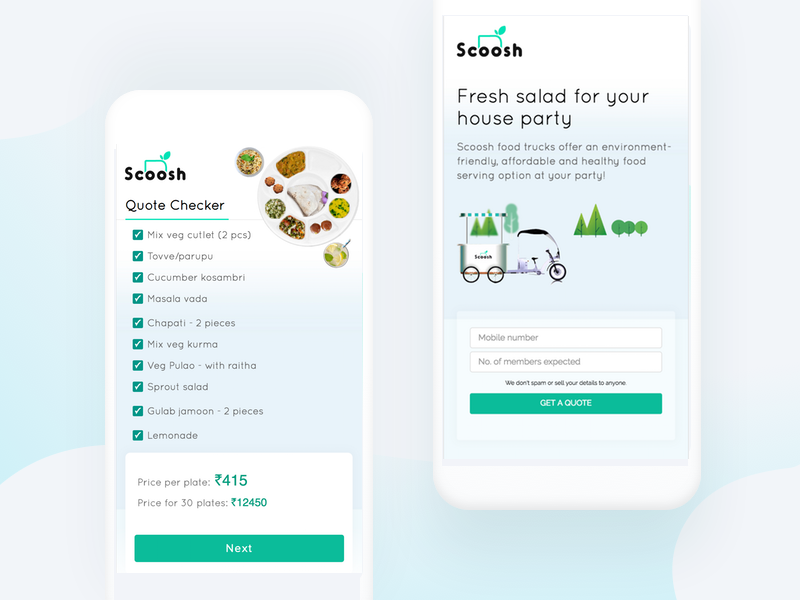 Scoosh
Quote Checker
Mix veg cutlet (2 pcs)
Tovve/parupu
Cucumber kosambri
Masala vada
Chapati - 2 pieces
Mix veg kurma
Veg Pulao - with raitha
Sprout salad
Gulab jamoon - 2 pieces
Lemonade
Price per plate: ₹415
Price for 30 plates: ₹12450
Next
Scoosh
Fresh salad for your
house party
Scoosh food trucks offer an environment-
friendly, affordable and healthy food
serving option at your party!
Scoosh
Mobile number
No. of members expected
We don't spam or sell your details to anyone.
GET A QUOTE